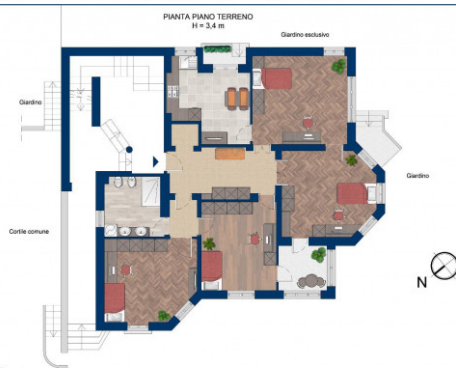 PIANTA PIANO TERRENO
H = 3,4 m
Giardino esclusivo
Giardino
Giardino
Cortile comune
N